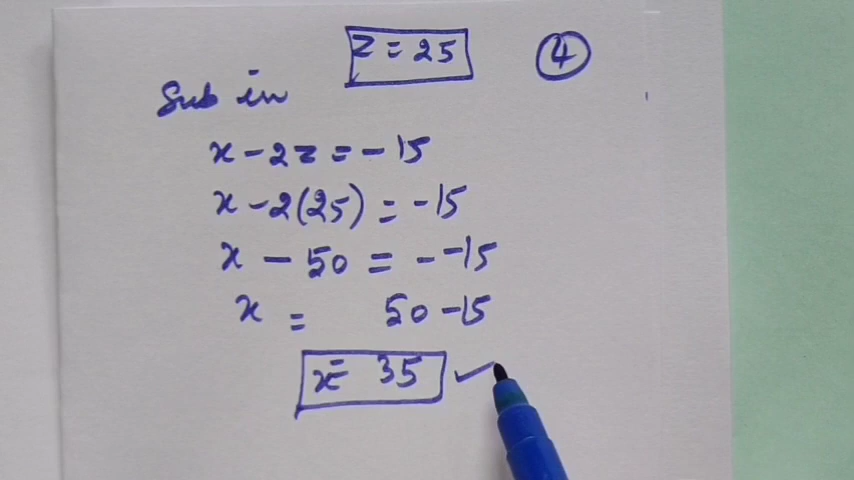 z = 25 ④
Sub in
x - 2z = - 15
x - 2(25) = -15
x - 50 = - -15
x = 50 -15
x = 35 ✓